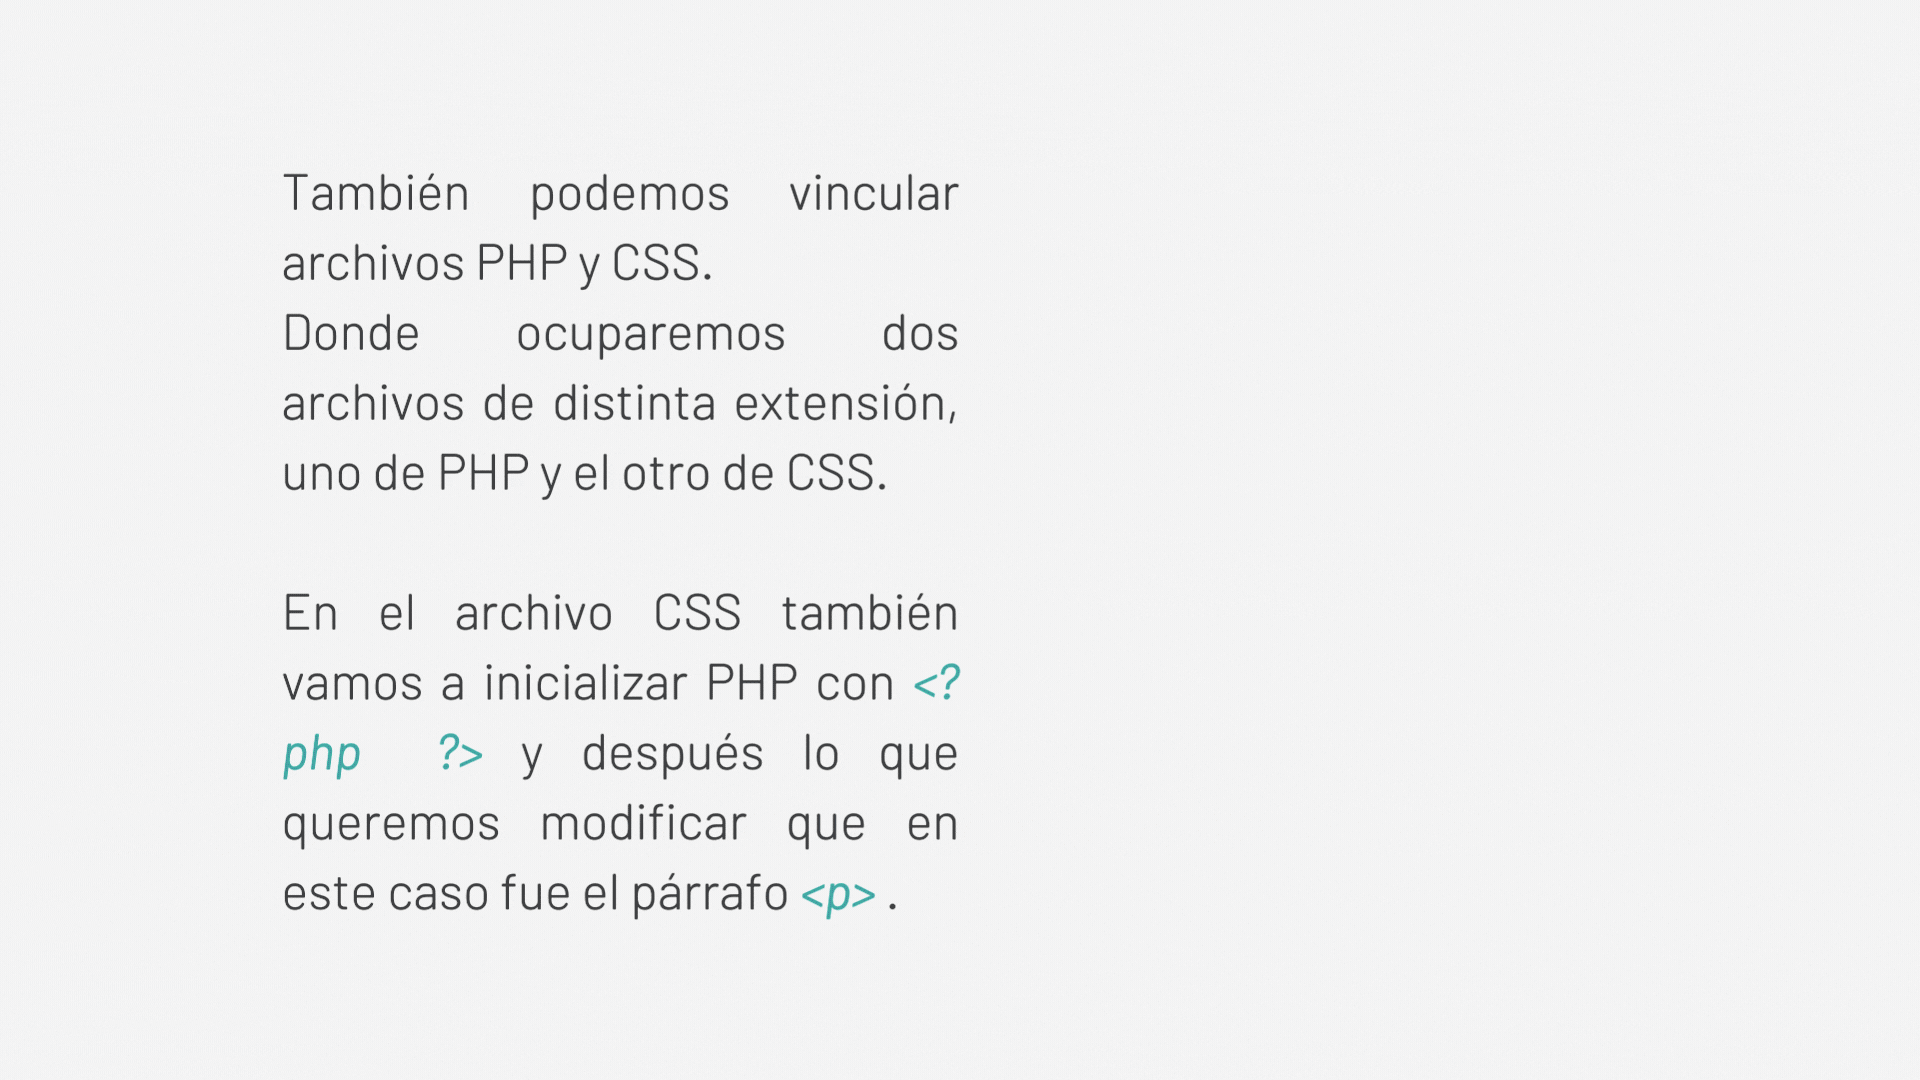 También podemos vincular
archivos PHP y CSS.
Donde ocuparemos dos
archivos de distinta extensión,
uno de PHP y el otro de CSS.
En el archivo CSS también
vamos a inicializar PHP con <?
php ?> y después lo que
queremos modificar que en
este caso fue el párrafo <p> .